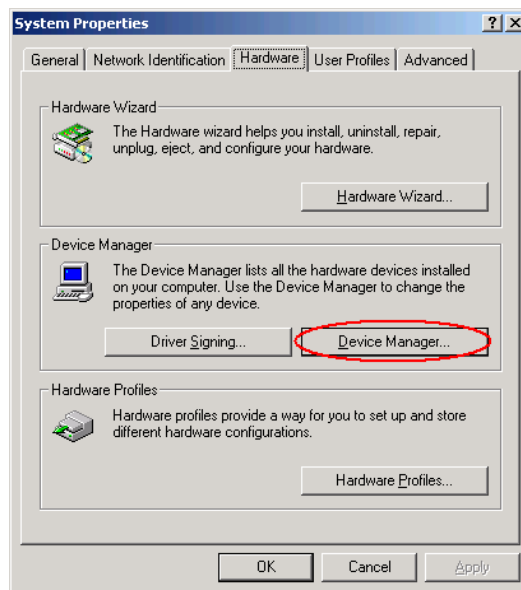 System Properties
General Network Identification Hardware User Profiles Advanced
Hardware Wizard
The Hardware wizard helps you install, uninstall, repair,
unplug, eject, and configure your hardware.
Hardware Wizard...
Device Manager
The Device Manager lists all the hardware devices installed
on your computer. Use the Device Manager to change the
properties of any device.
Driver Signing... Device Manager...
Hardware Profiles
Hardware profiles provide a way for you to set up and store
different hardware configurations.
Hardware Profiles...
OK Cancel Apply